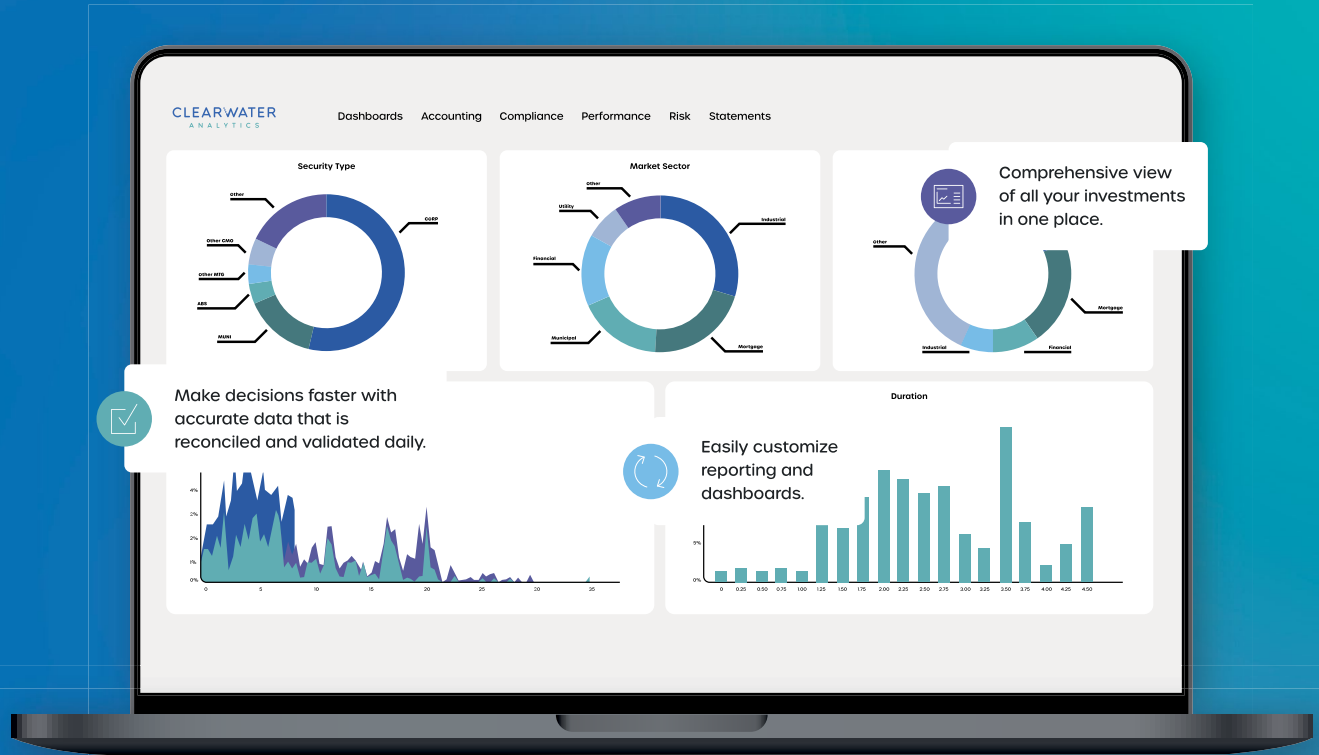 CLEARWATER
ANALYTICS
Dashboards Accounting Compliance Performance Risk Statements
Security Type
Other
CORP
Other CMO
Other MTG
ABS
MUNI
Market Sector
Other
Utility
Industrial
Financial
Municipal
Mortgage
Comprehensive view
of all your investments
in one place.
Other
Mortgage
Industrial
Financial
Make decisions faster with
accurate data that is
reconciled and validated daily.
4%
2%
2%
1%
0%
0 5 10 15 20 25 30 35
Duration
Easily customize
reporting and
dashboards.
5%
0%
0 0.25 0.50 0.75 1.00 1.25 1.50 1.75 2.00 2.25 2.50 2.75 3.00 3.25 3.50 3.75 4.00 4.25 4.50